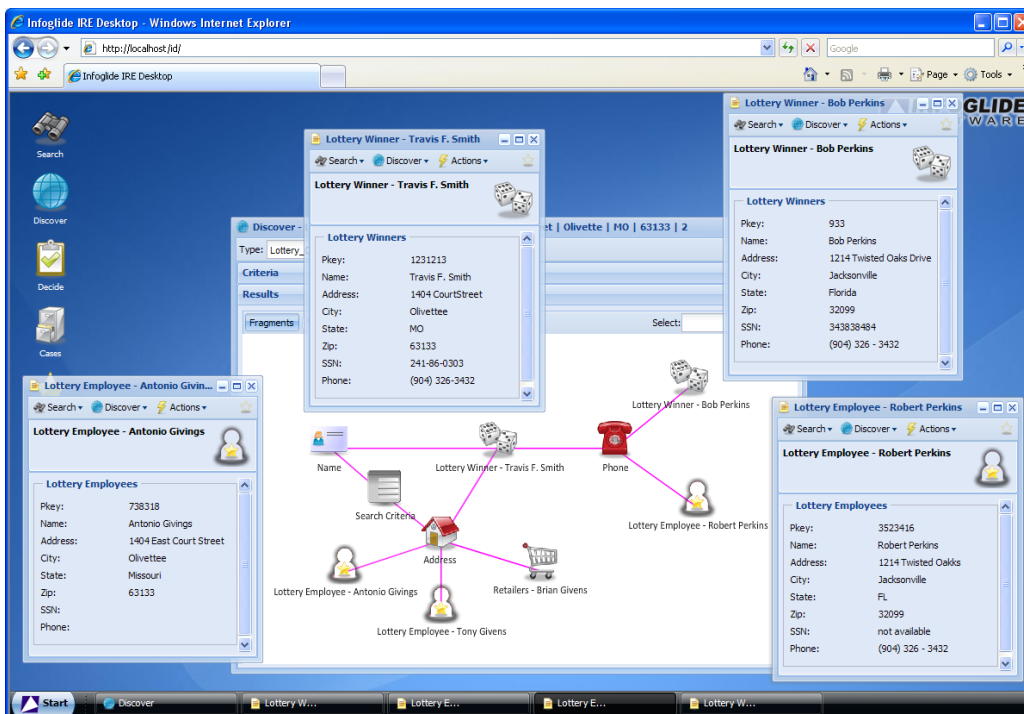 Infoglide IRE Desktop - Windows Internet Explorer
http://localhost/id/
Google
Infoglide IRE Desktop
Page
Tools
GLIDE
WARE
Search
Discover
Decide
Cases
Lottery Winner - Travis F. Smith
Search Discover Actions
Lottery Winner - Travis F. Smith
Lottery Winners
Pkey: 1231213
Name: Travis F. Smith
Address: 1404 CourtStreet
City: Olivettee
State: MO
Zip: 63133
SSN: 241-86-0303
Phone: (904) 326-3432
Lottery Winner - Bob Perkins
Search Discover Actions
Lottery Winner - Bob Perkins
Lottery Winners
Pkey: 933
Name: Bob Perkins
Address: 1214 Twisted Oaks Drive
City: Jacksonville
State: Florida
Zip: 32099
SSN: 343838484
Phone: (904) 326 - 3432
Discover - et | Olivette | MO | 63133 | 2
Type: Lottery_
Criteria
Results
Fragments
Select:
Lottery Winner - Bob Perkins
Name
Lottery Winner - Travis F. Smith
Phone
Search Criteria
Lottery Employee - Robert Perkins
Address
Lottery Employee - Antonio Givings
Retailers - Brian Givens
Lottery Employee - Tony Givens
Lottery Employee - Antonio Givin...
Search Discover Actions
Lottery Employee - Antonio Givings
Lottery Employees
Pkey: 738318
Name: Antonio Givings
Address: 1404 East Court Street
City: Olivettee
State: Missouri
Zip: 63133
SSN:
Phone:
Lottery Employee - Robert Perkins
Search Discover Actions
Lottery Employee - Robert Perkins
Lottery Employees
Pkey: 3523416
Name: Robert Perkins
Address: 1214 Twisted Oakks
City: Jacksonville
State: FL
Zip: 32099
SSN: not available
Phone: (904) 326 - 3432
Start
Discover
Lottery W...
Lottery E...
Lottery E...
Lottery W...